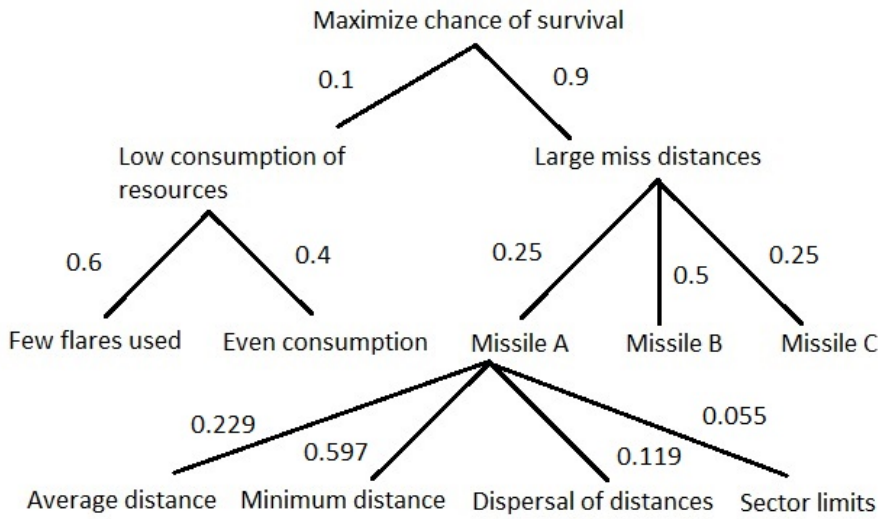 Maximize chance of survival
0.1
0.9
Low consumption of
resources
Large miss distances
0.6
0.4
0.25
0.5
0.25
Few flares used
Even consumption
Missile A
Missile B
Missile C
0.229
0.597
0.119
0.055
Average distance
Minimum distance
Dispersal of distances
Sector limits